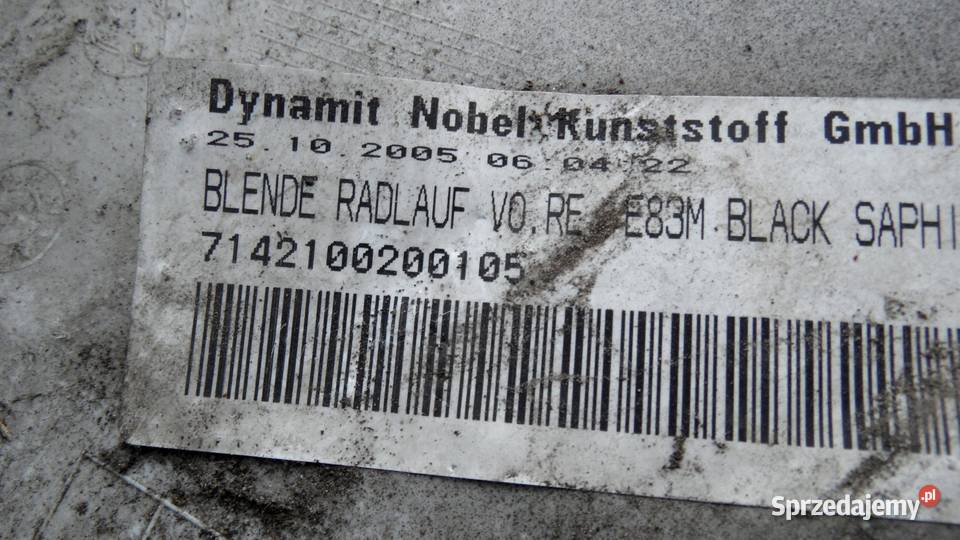 Dynamit Nobel Kunststoff GmbH
25.10.2005 06.04.22
BLENDE RADLAUF VO.RE. E83M BLACK SAPHI
7142100200105
Sprzedajemy.pl